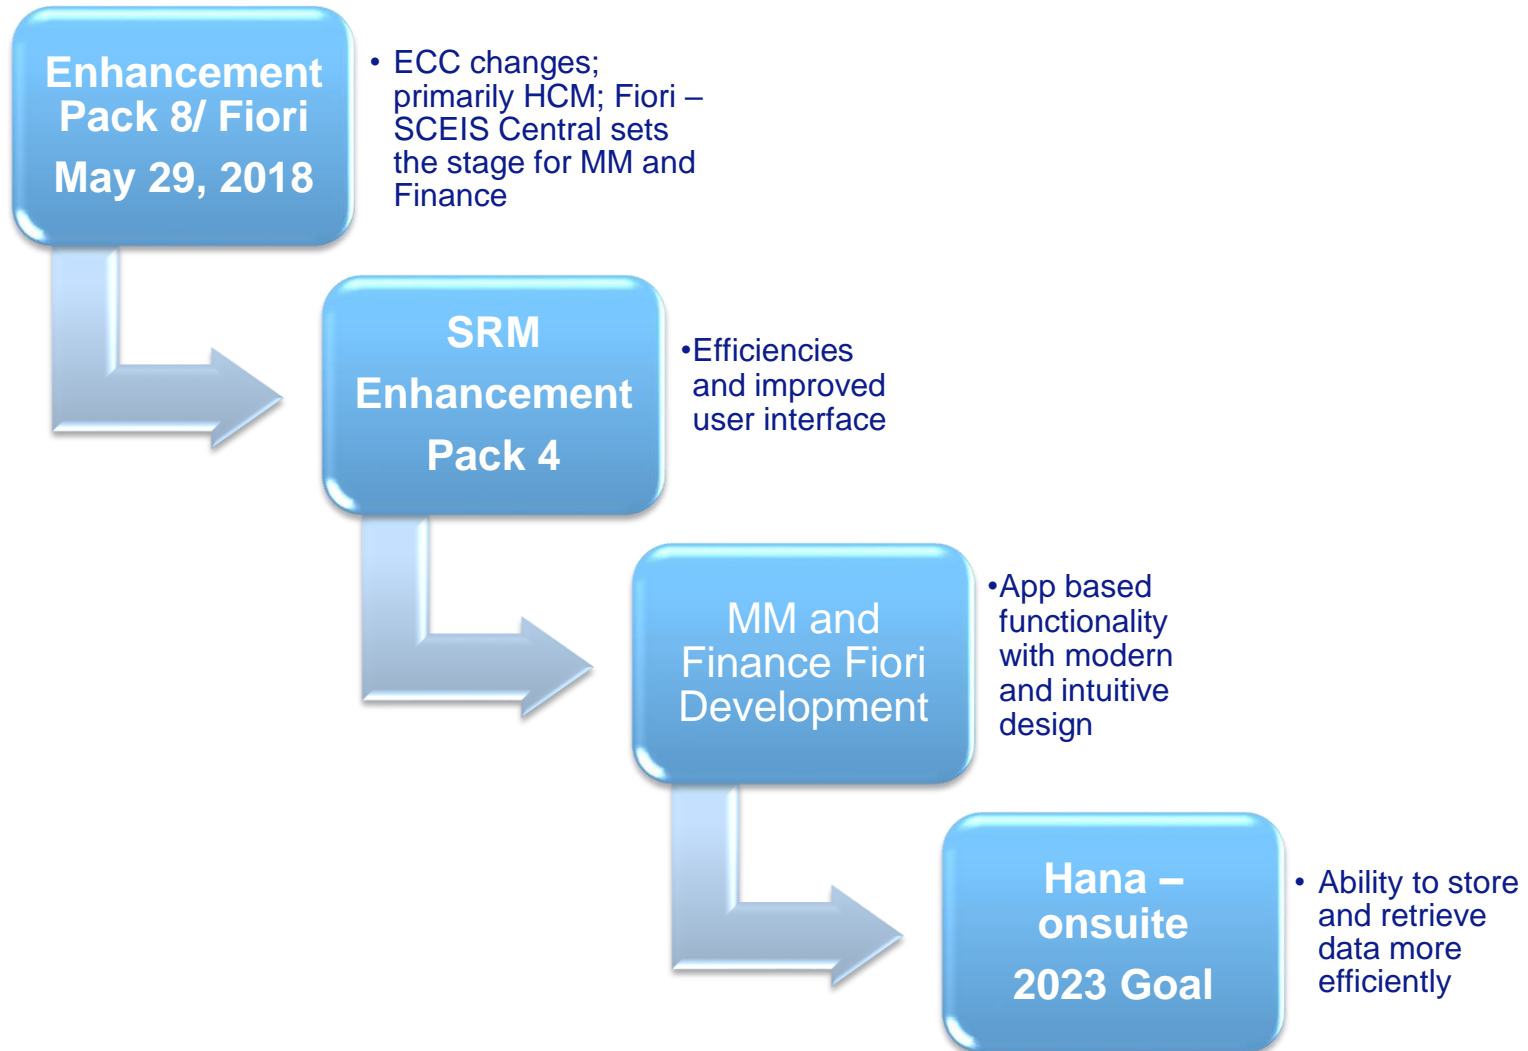 Enhancement
Pack 8/ Fiori
May 29, 2018
• ECC changes;
primarily HCM; Fiori –
SCEIS Central sets
the stage for MM and
Finance
SRM
Enhancement
Pack 4
•Efficiencies
and improved
user interface
MM and
Finance Fiori
Development
•App based
functionality
with modern
and intuitive
design
Hana –
onsuite
2023 Goal
• Ability to store
and retrieve
data more
efficiently